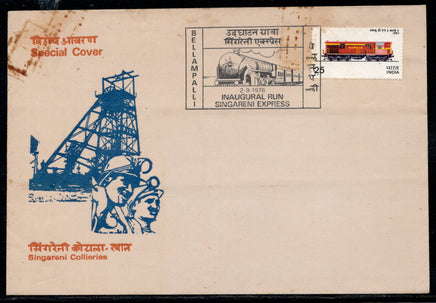 विशेष आवरण
Special Cover
BELLAMPALLI
उद्घाटन यात्रा
सिंगरेनी एक्सप्रेस
2-9-1976
INAUGURAL RUN
SINGARENI EXPRESS
25
भारत
INDIA
सिंगरेनी कोयला-खान
Singareni Collieries